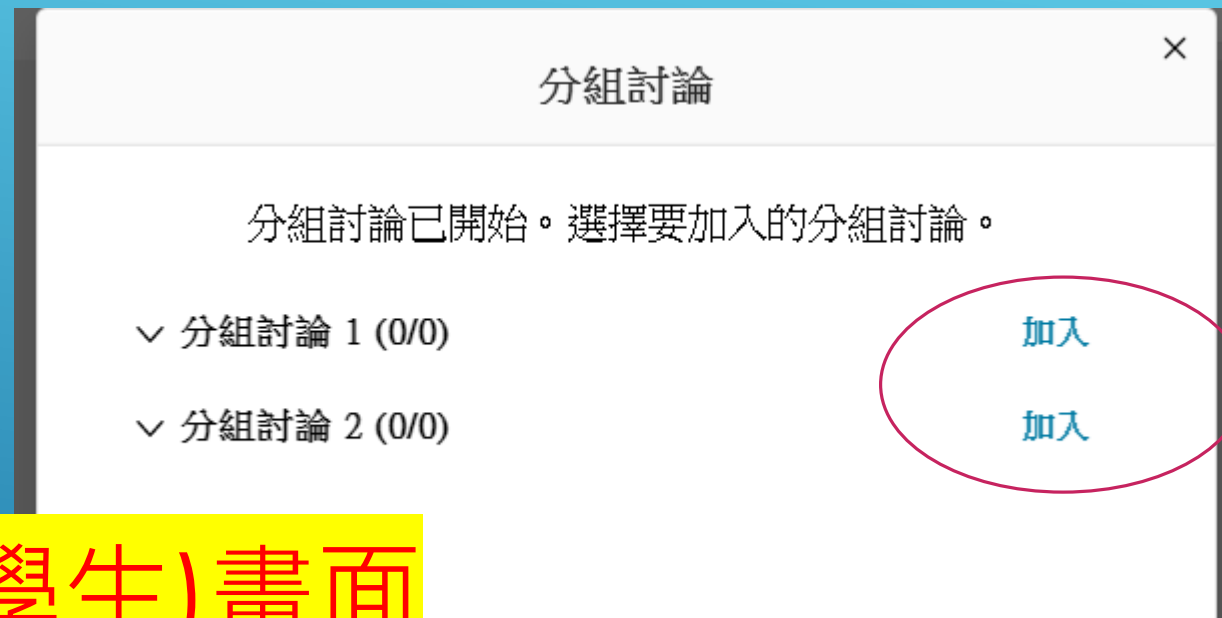 分組討論
分組討論已開始。選擇要加入的分組討論。
分組討論 1 (0/0) 加入
分組討論 2 (0/0) 加入
學生)書面